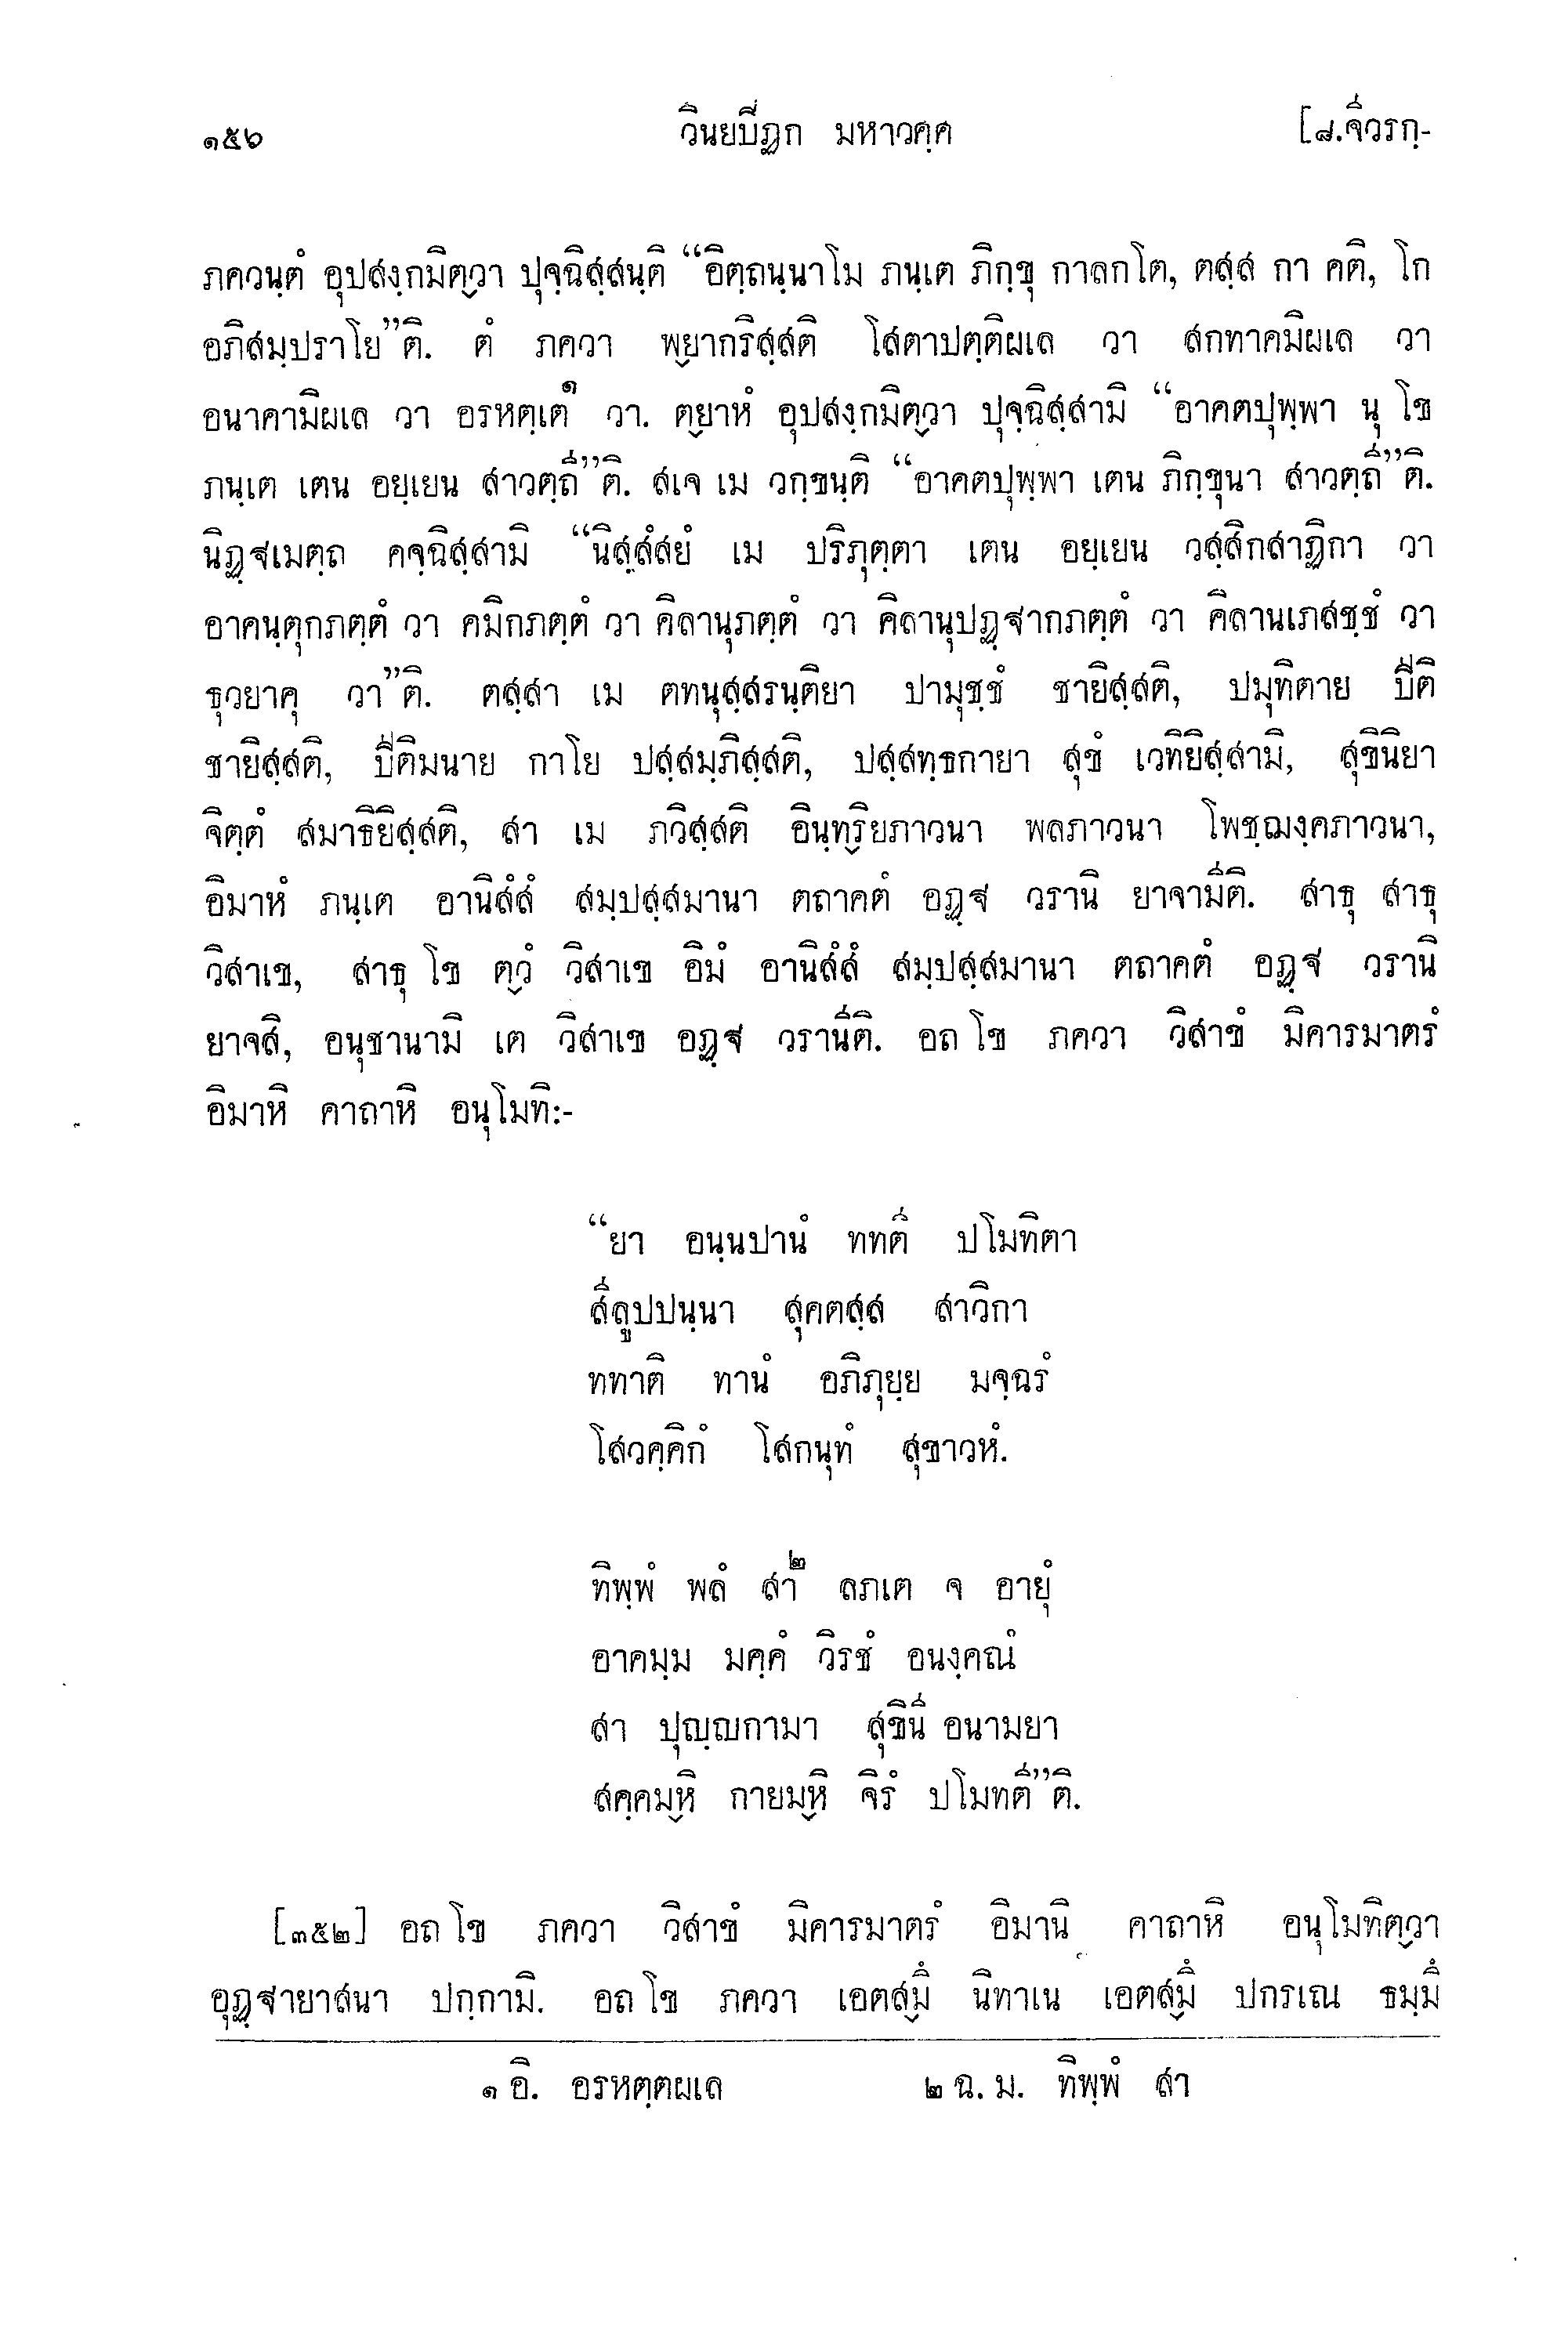 ๑๕๖ วินยปีฏก มหาวคฺค [๘.จีวรกฺ-
ภควนฺตํ อุปสงฺกมิตฺวา ปุจฺฉิสฺสนฺติ “อิตฺถนฺนาโม ภนฺเต ภิกฺขุ กาลกโต, ตสฺส กา คติ, โก
อภิสมฺปราโย”ติ. ตํ ภควา พฺยากริสฺสติ โสตาปตฺติผเล วา สกทาคมิผเล วา
อนาคามิผเล วา อรหตฺเต๑ วา. ตฺยาหํ อุปสงฺกมิตฺวา ปุจฺฉิสฺสามิ “อาคตปุพฺพา นุ โข
ภนฺเต เตน อยฺเยน สาวตฺถี”ติ. สเจ เม วกฺขนฺติ “อาคตปุพฺพา เตน ภิกฺขุนา สาวตฺถี”ติ.
นิฏฺฐเมตฺถ คจฺฉิสฺสามิ “นิสฺสํสยํ เม ปริภุตฺตา เตน อยฺเยน วสฺสิกสาฏิกา วา
อาคนฺตุกภตฺตํ วา คมิกภตฺตํ วา คิลานุภตฺตํ วา คิลานุปฏฺฐากภตฺตํ วา คิลานเภสชฺชํ วา
ธุวยาคุ วา”ติ. ตสฺสา เม ตทนุสฺสรนฺติยา ปามุชฺชํ ชายิสฺสติ, ปมุทิตาย ปีติ
ชายิสฺสติ, ปีติมนาย กาโย ปสฺสมฺภิสฺสติ, ปสฺสทฺธกายา สุขํ เวทิยิสฺสามิ, สุขินิยา
จิตฺตํ สมาธิยิสฺสติ, สา เม ภวิสฺสติ อินฺทฺริยภาวนา พลภาวนา โพชฺฌงฺคภาวนา,
อิมาหํ ภนฺเต อานิสํสํ สมฺปสฺสมานา ตถาคตํ อฏฺฐ วรานิ ยาจามีติ. สาธุ สาธุ
วิสาเข, สาธุ โข ตฺวํ วิสาเข อิมํ อานิสํสํ สมฺปสฺสมานา ตถาคตํ อฏฺฐ วรานิ
ยาจสิ, อนุชานามิ เต วิสาเข อฏฺฐ วรานีติ. อถ โข ภควา วิสาขํ มิคารมาตรํ
อิมาหิ คาถาหิ อนุโมทิ:-
“ยา อนฺนปานํ ททตี ปโมทิตา
สีลูปปนฺนา สุคตสฺส สาวิกา
ททาติ ทานํ อภิภุยฺย มจฺฉรํ
โสวคฺคิกํ โสกนุทํ สุขาวหํ.
ทิพฺพํ พลํ สา๒ ลภเต จ อายุํ
อาคมฺม มคฺคํ วิรชํ อนงฺคณํ
สา ปุญฺญกามา สุขินี อนามยา
สคฺคมฺหิ กายมฺหิ จิรํ ปโมทตี”ติ.
[๓๕๒] อถ โข ภควา วิสาขํ มิคารมาตรํ อิมานิ คาถาหิ อนุโมทิตฺวา
อุฏฺฐายาสนา ปกฺกามิ. อถ โข ภควา เอตสฺมึ นิทาเน เอตสฺมึ ปกรเณ ธมฺมึ
๑ อิ. อรหตฺตผเล ๒ ฉ. ม. ทิพฺพํ สา